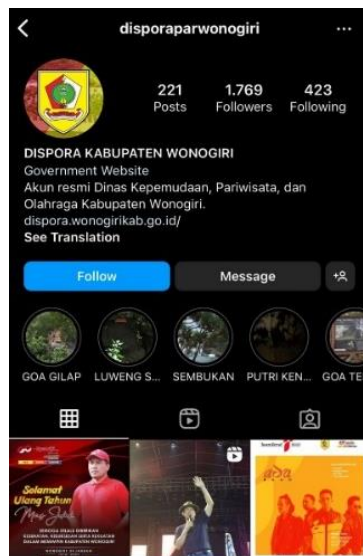 disporaparwonogiri
221 1.769 423
Posts Followers Following
DISPORA KABUPATEN WONOGIRI
Government Website
Akun resmi Dinas Kepemudaan, Pariwisata, dan
Olahraga Kabupaten Wonogiri.
dispora.wonogirikab.go.id/
See Translation
Follow Message
GOA GILAP LUWENG S... SEMBUKAN PUTRI KEN... GOA TE
Selamat
Ulang Tahun